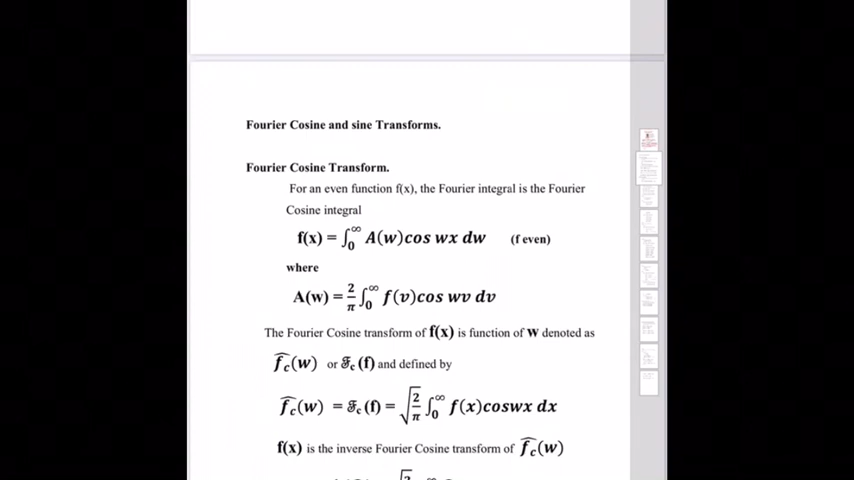 Fourier Cosine and sine Transforms.
Fourier Cosine Transform.
For an even function f(x), the Fourier integral is the Fourier
Cosine integral
f(x) = ∫₀^∞ A(w)cos wx dw (f even)
where
A(w) = 2/π ∫₀^∞ f(v)cos wv dv
The Fourier Cosine transform of f(x) is function of w denoted as
f̂_c(w) or 𝕱c (f) and defined by
f̂_c(w) = 𝕱c (f) = √(2/π) ∫₀^∞ f(x)coswx dx
f(x) is the inverse Fourier Cosine transform of f̂_c(w)